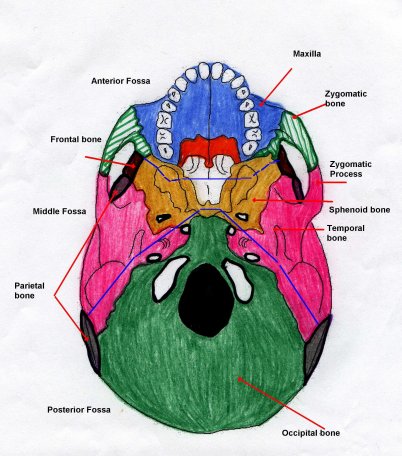 Maxilla
Anterior Fossa
Zygomatic
bone
Frontal bone
Zygomatic
Process
Middle Fossa
Sphenoid bone
Temporal
bone
Parietal
bone
Posterior Fossa
Occipital bone